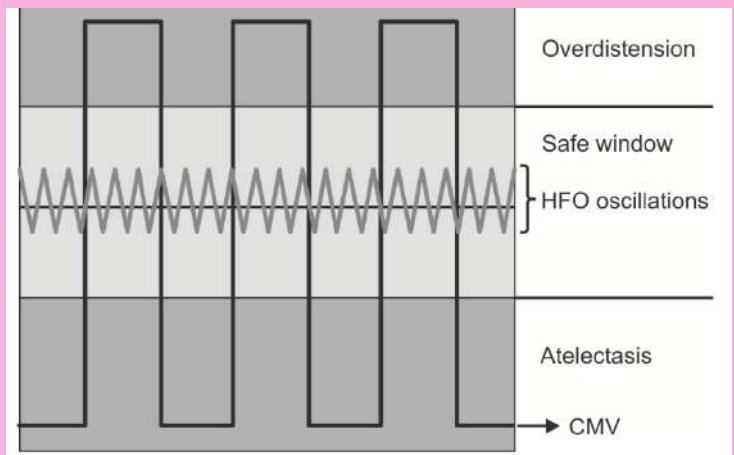 Overdistension
Safe window
HFO oscillations
Atelectasis
CMV